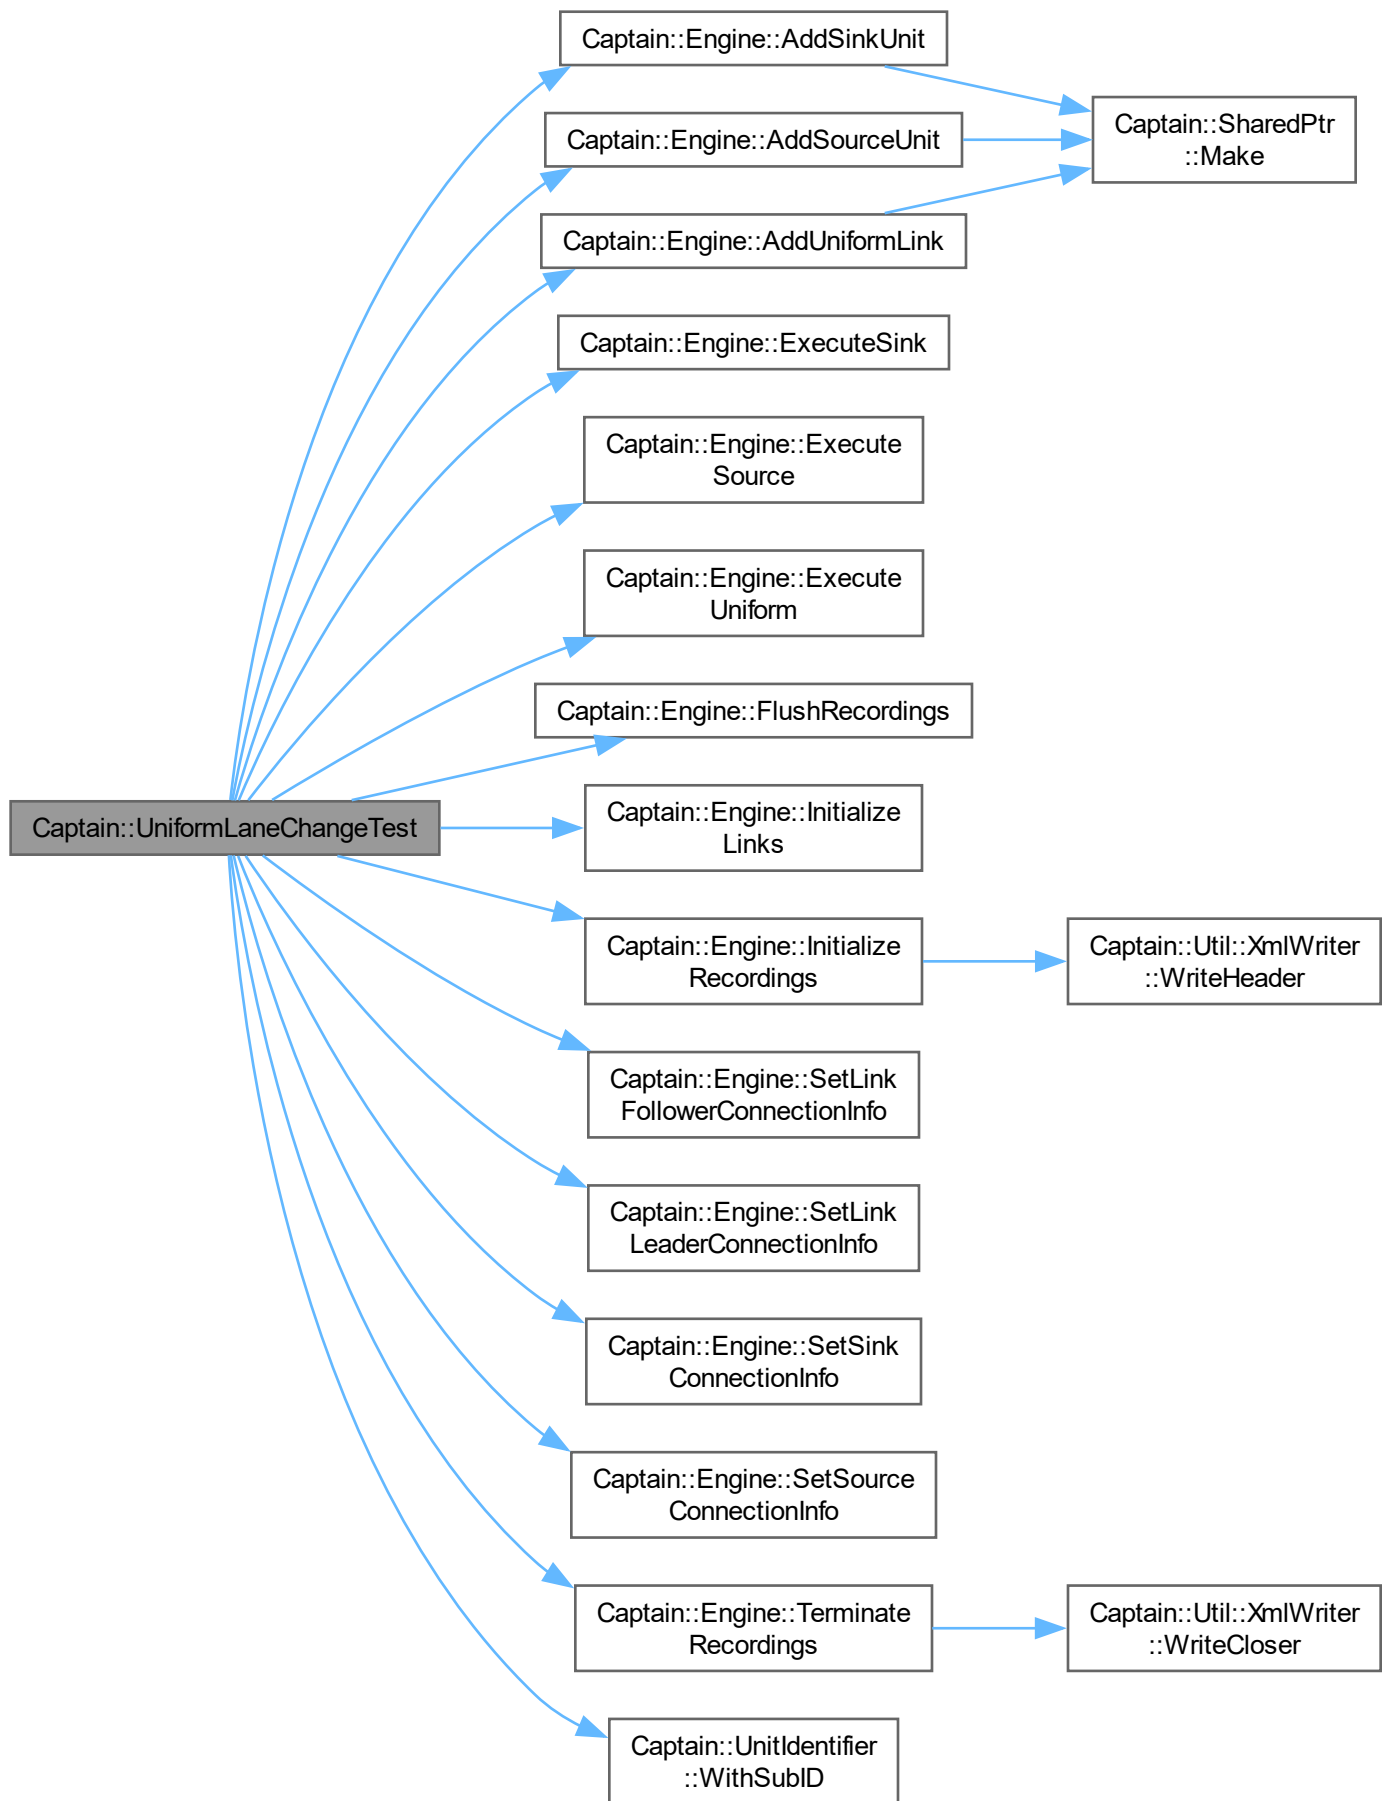 Captain::Engine::AddSinkUnit
Captain::SharedPtr
::Make
Captain::Engine::AddSourceUnit
Captain::Engine::AddUniformLink
Captain::Engine::ExecuteSink
Captain::Engine::Execute
Source
Captain::Engine::Execute
Uniform
Captain::Engine::FlushRecordings
Captain::UniformLaneChangeTest
Captain::Engine::Initialize
Links
Captain::Engine::Initialize
Recordings
Captain::Util::XmlWriter
::WriteHeader
Captain::Engine::SetLink
FollowerConnectionInfo
Captain::Engine::SetLink
LeaderConnectionInfo
Captain::Engine::SetSink
ConnectionInfo
Captain::Engine::SetSource
ConnectionInfo
Captain::Engine::Terminate
Recordings
Captain::Util::XmlWriter
::WriteCloser
Captain::UnitIdentifier
::WithSubID